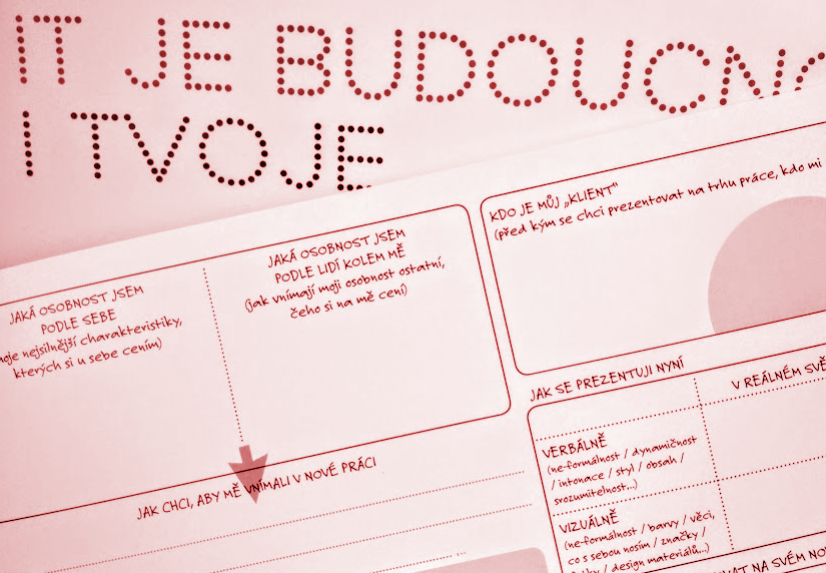 IT JE BUDOUCN
I TVOJE
JAKÁ OSOBNOST JSEM
PODLE SEBE
nejsilnější charakteristiky,
kterých si u sebe cením)
JAKÁ OSOBNOST JSEM
PODLE LIDÍ KOLEM MĚ
(jak vnímají moji osobnost ostatní,
čeho si na mě cení)
JAK CHCI, ABY MĚ VNÍMALI V NOVÉ PRÁCI
KDO JE MŮJ „KLIENT“
(před kým se chci prezentovat na trhu práce, kdo mi
JAK SE PREZENTUJI NYNÍ
V REÁLNÉM SVĚ
VERBÁLNĚ
(ne-formálnost / dynamičnost
/ intonace / styl / obsah /
srozumitelnost...)
VIZUÁLNĚ
(ne-formálnost / barvy / věci,
co s sebou nosím / značky /
/ design materiálů...)
VAT NA SVÉM NO